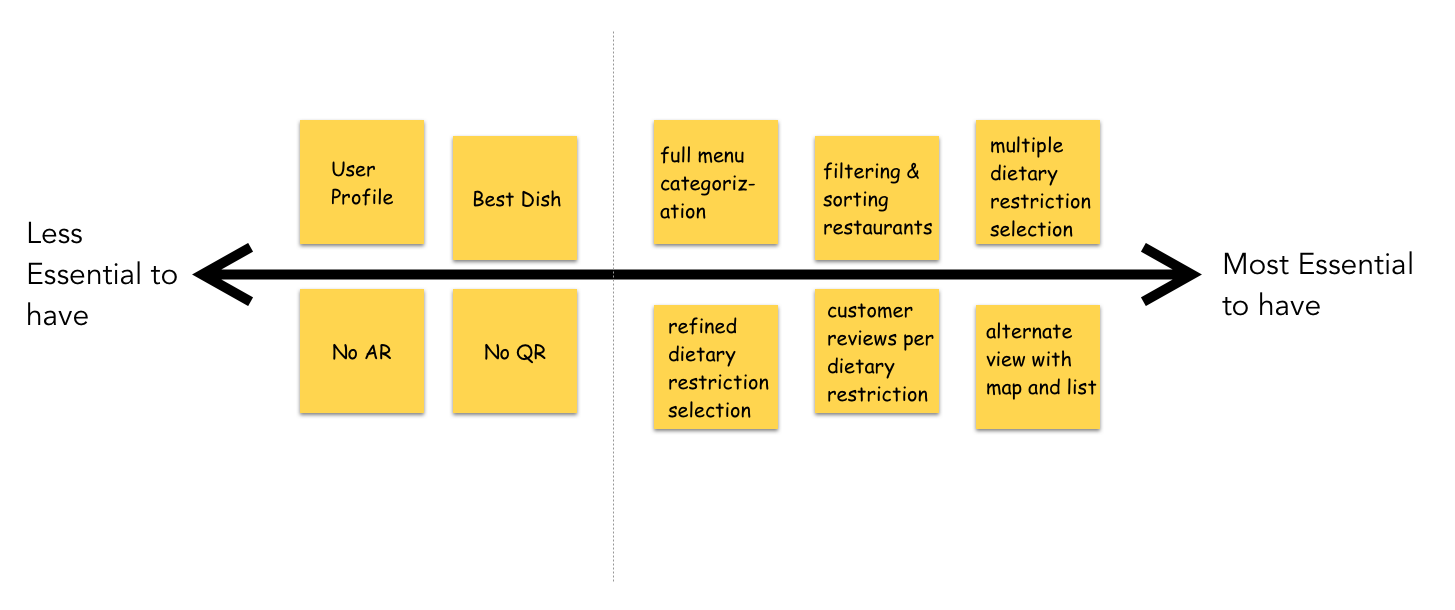 User
Profile
Best Dish
full menu
categoriz-
ation
filtering &
sorting
restaurants
multiple
dietary
restriction
selection
Less
Essential to
have
Most Essential
to have
No AR
No QR
refined
dietary
restriction
selection
customer
reviews per
dietary
restriction
alternate
view with
map and list